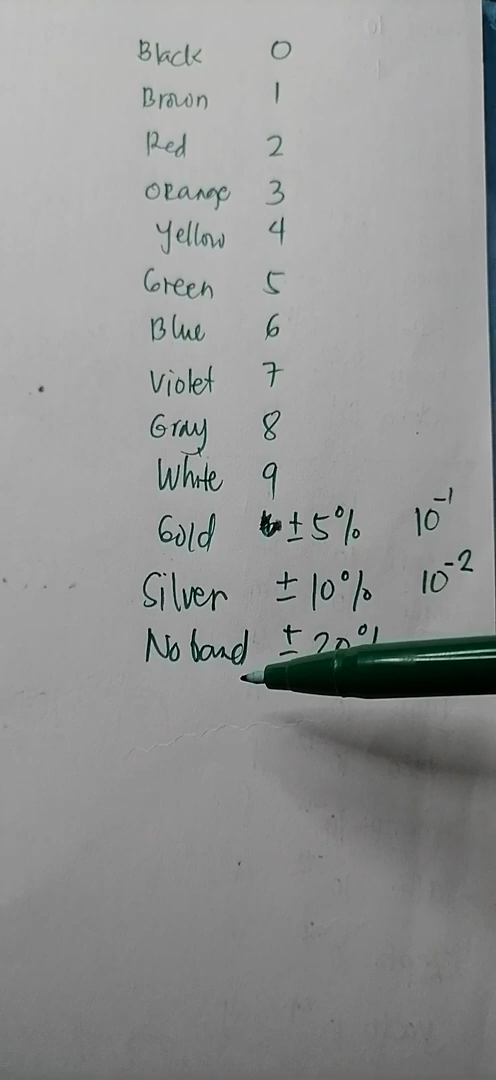 Black 0
Brown 1
Red 2
Orange 3
Yellow 4
Green 5
Blue 6
Violet 7
Gray 8
White 9
Gold ±5% 10⁻¹
Silver ±10% 10⁻²
No band ±20%